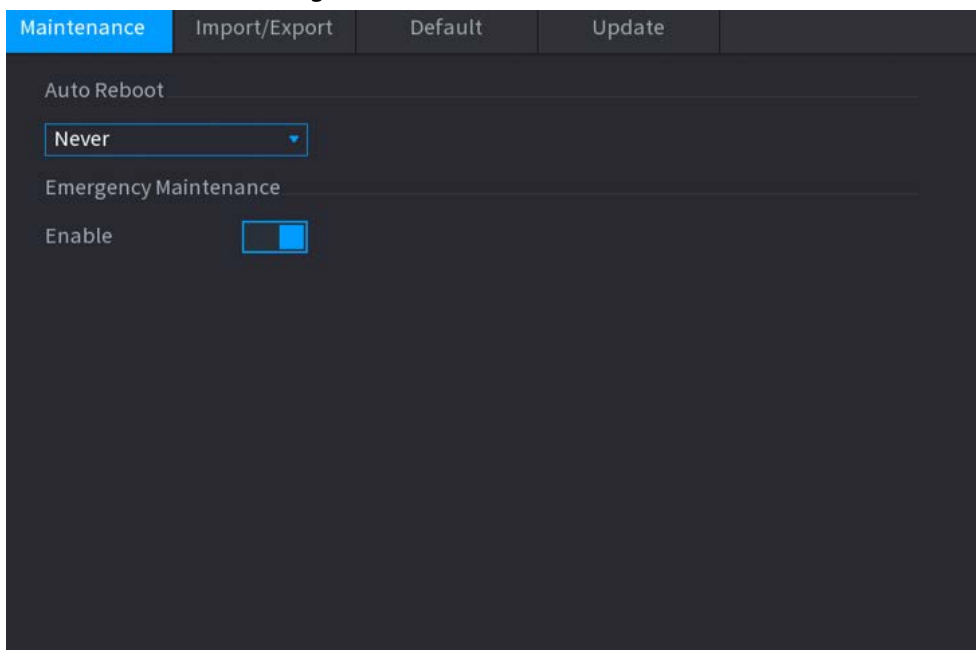 Maintenance Import/Export Default Update
Auto Reboot
Never
Emergency Maintenance
Enable